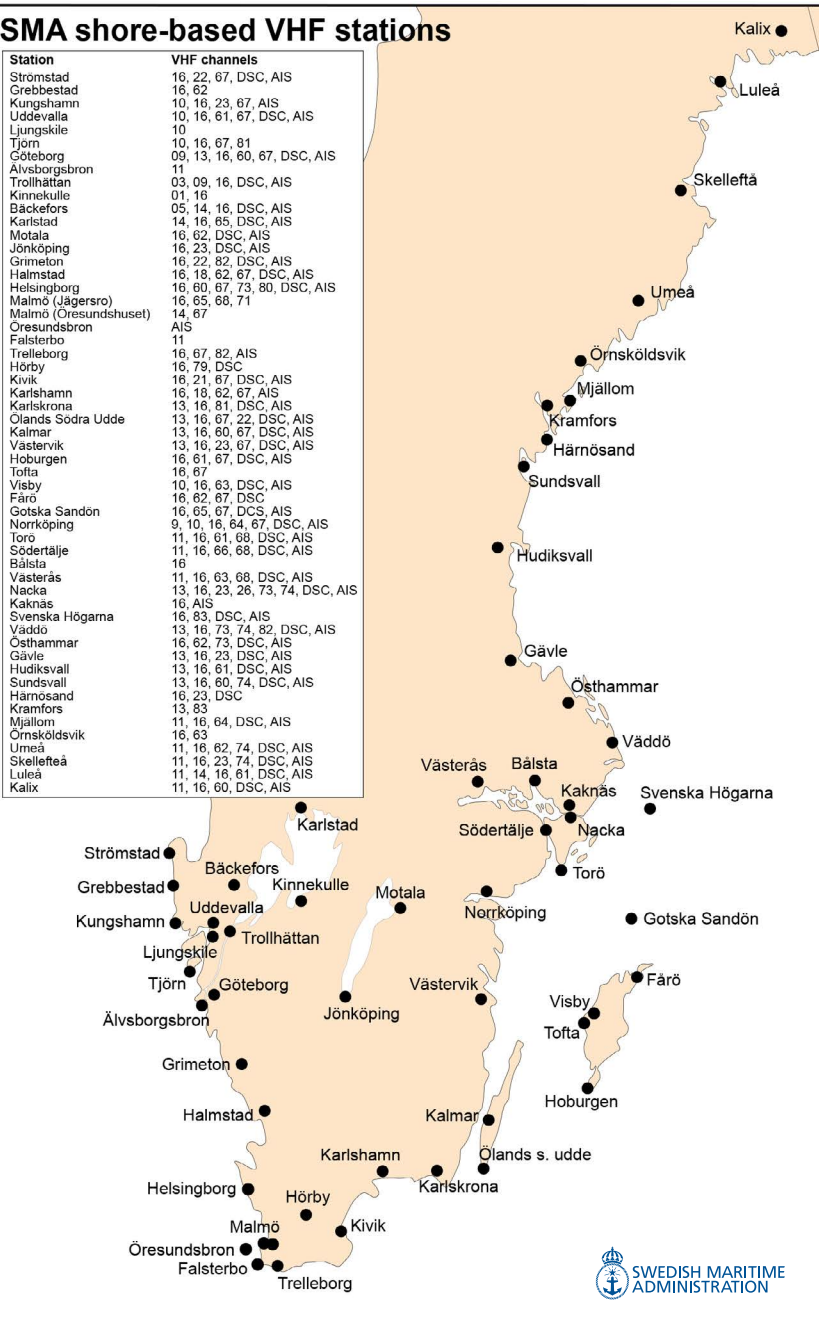 SMA shore-based VHF stations
Station VHF channels
Strömstad 16, 22, 67, DSC, AIS
Grebbestad 16, 62
Kungshamn 10, 16, 23, 67, AIS
Uddevalla 10, 16, 61, 67, DSC, AIS
Ljungskile 10
Tjörn 10, 16, 67, 81
Göteborg 09, 13, 16, 60, 67, DSC, AIS
Älvsborgsbron 11
Trollhättan 03, 09, 16, DSC, AIS
Kinnekulle 01, 16
Bäckefors 05, 14, 16, DSC, AIS
Karlstad 14, 16, 65, DSC, AIS
Motala 16, 62, DSC, AIS
Jönköping 16, 23, DSC, AIS
Grimeton 16, 22, 82, DSC, AIS
Halmstad 16, 18, 62, 67, DSC, AIS
Helsingborg 16, 60, 67, 73, 80, DSC, AIS
Malmö (Jägersro) 16, 65, 68, 71
Malmö (Öresundshuset) 14, 67
Öresundsbron AIS
Falsterbo 11
Trelleborg 16, 67, 82, AIS
Hörby 16, 79, DSC
Kivik 16, 21, 67, DSC, AIS
Karlshamn 16, 18, 62, 67, AIS
Karlskrona 13, 16, 81, DSC, AIS
Ölands Södra Udde 13, 16, 67, 22, DSC, AIS
Kalmar 13, 16, 60, 67, DSC, AIS
Västervik 13, 16, 23, 67, DSC, AIS
Hoburgen 16, 61, 67, DSC, AIS
Tofta 16, 67
Visby 10, 16, 63, DSC, AIS
Fårö 16, 62, 67, DSC
Gotska Sandön 16, 65, 67, DCS, AIS
Norrköping 9, 10, 16, 64, 67, DSC, AIS
Torö 11, 16, 61, 68, DSC, AIS
Södertälje 11, 16, 66, 68, DSC, AIS
Bålsta 16
Västerås 11, 16, 63, 68, DSC, AIS
Nacka 13, 16, 23, 26, 73, 74, DSC, AIS
Kaknäs 16, AIS
Svenska Högarna 16, 83, DSC, AIS
Väddö 13, 16, 73, 74, 82, DSC, AIS
Östhammar 16, 62, 73, DSC, AIS
Gävle 13, 16, 23, DSC, AIS
Hudiksvall 13, 16, 61, DSC, AIS
Sundsvall 13, 16, 60, 74, DSC, AIS
Härnösand 16, 23, DSC
Kramfors 13, 83
Mjällom 11, 16, 64, DSC, AIS
Örnsköldsvik 16, 63
Umeå 11, 16, 62, 74, DSC, AIS
Skellefteå 11, 16, 23, 74, DSC, AIS
Luleå 11, 14, 16, 61, DSC, AIS
Kalix 11, 16, 60, DSC, AIS
Kalix
Luleå
Skelleftå
Umeå
Örnsköldsvik
Mjällom
Kramfors
Härnösand
Sundsvall
Hudiksvall
Gävle
Östhammar
Väddö
Västerås
Bålsta
Kaknäs
Svenska Högarna
Karlstad
Södertälje
Nacka
Strömstad
Bäckefors
Torö
Grebbestad
Kinnekulle
Motala
Norrköping
Kungshamn
Uddevalla
Gotska Sandön
Trollhättan
Ljungskile
Tjörn
Göteborg
Västervik
Fårö
Visby
Älvsborgsbron
Jönköping
Tofta
Grimeton
Hoburgen
Halmstad
Kalmar
Karlshamn
Ölands s. udde
Karlskrona
Helsingborg
Hörby
Malmö
Kivik
Öresundsbron
Falsterbo
Trelleborg
SWEDISH MARITIME
ADMINISTRATION